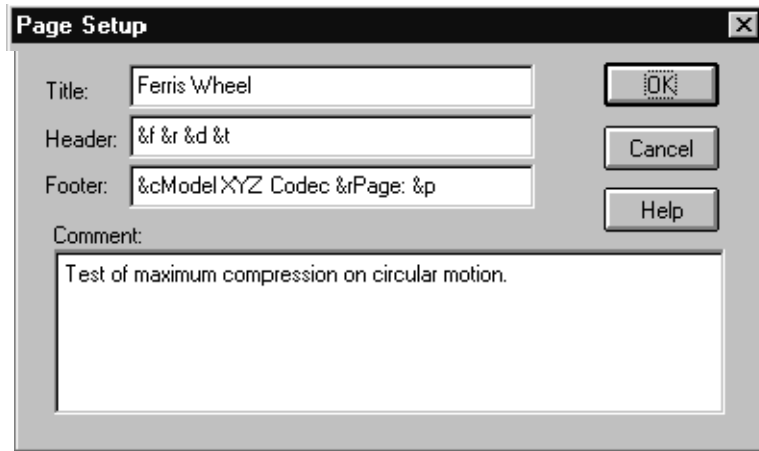 Page Setup
Title: Ferris Wheel
OK
Header: &f &r &d &t
Cancel
Footer: &cModel XYZ Codec &rPage: &p
Help
Comment:
Test of maximum compression on circular motion.